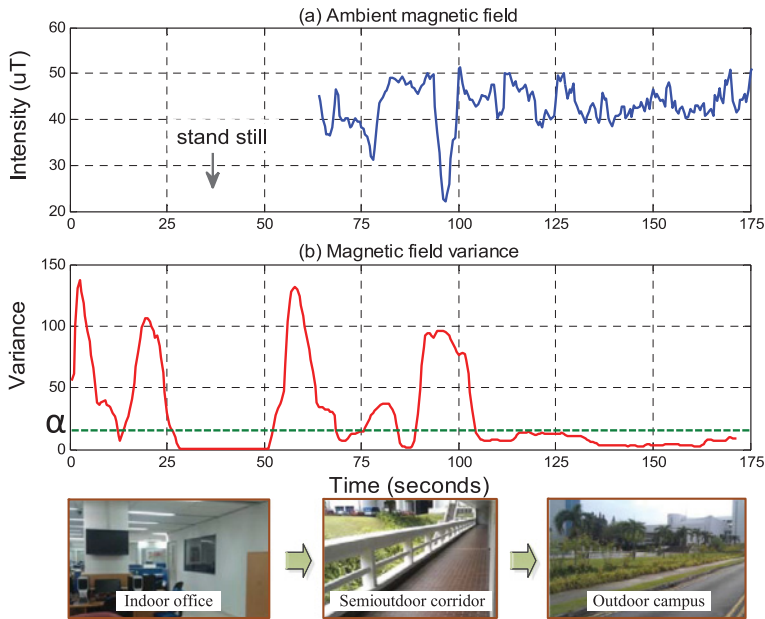 (a) Ambient magnetic field
Intensity (uT)
60
50
40
30
20
stand still
0 25 50 75 100 125 150 175
(b) Magnetic field variance
Variance
150
100
50
0
α
0 25 50 75 100 125 150 175
Time (seconds)
Indoor office
Semioutdoor corridor
Outdoor campus